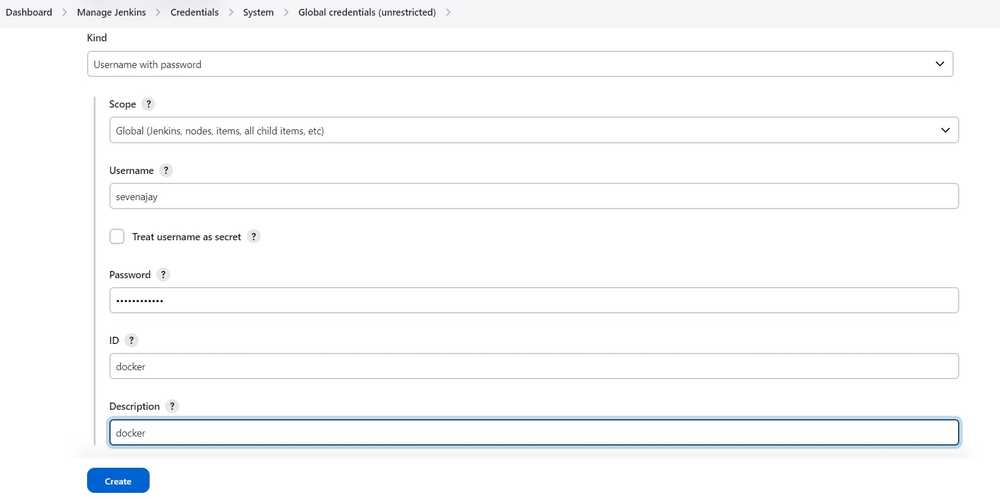 Dashboard > Manage Jenkins > Credentials > System > Global credentials (unrestricted) >
Kind
Username with password
Scope ?
Global (Jenkins, nodes, items, all child items, etc)
Username ?
sevenajay
Treat username as secret ?
Password ?
••••••••••••
ID ?
docker
Description ?
docker
Create